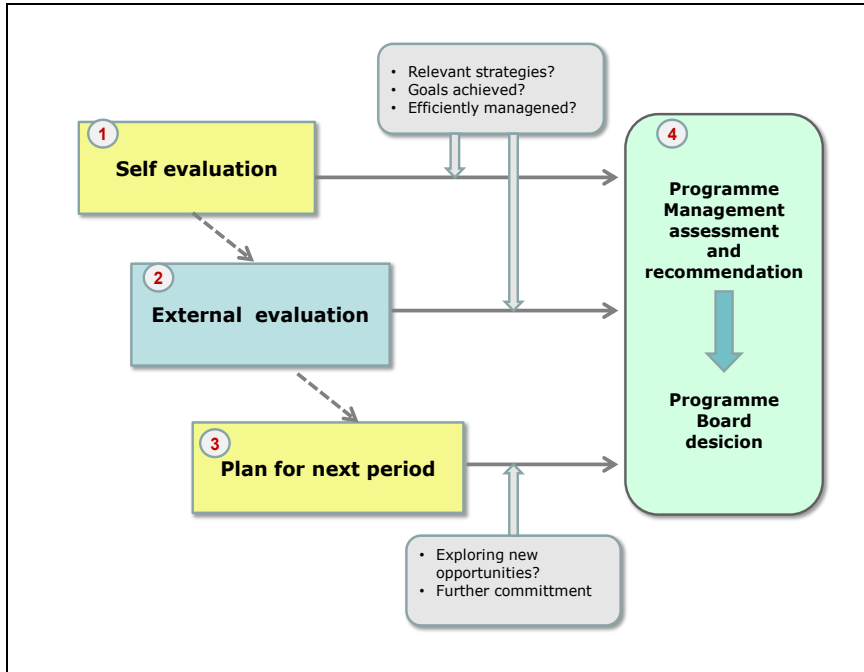 • Relevant strategies?
• Goals achieved?
• Efficiently managened?
1
Self evaluation
2
External evaluation
3
Plan for next period
4
Programme
Management
assessment
and
recommendation
Programme
Board
desicion
• Exploring new
opportunities?
• Further committment